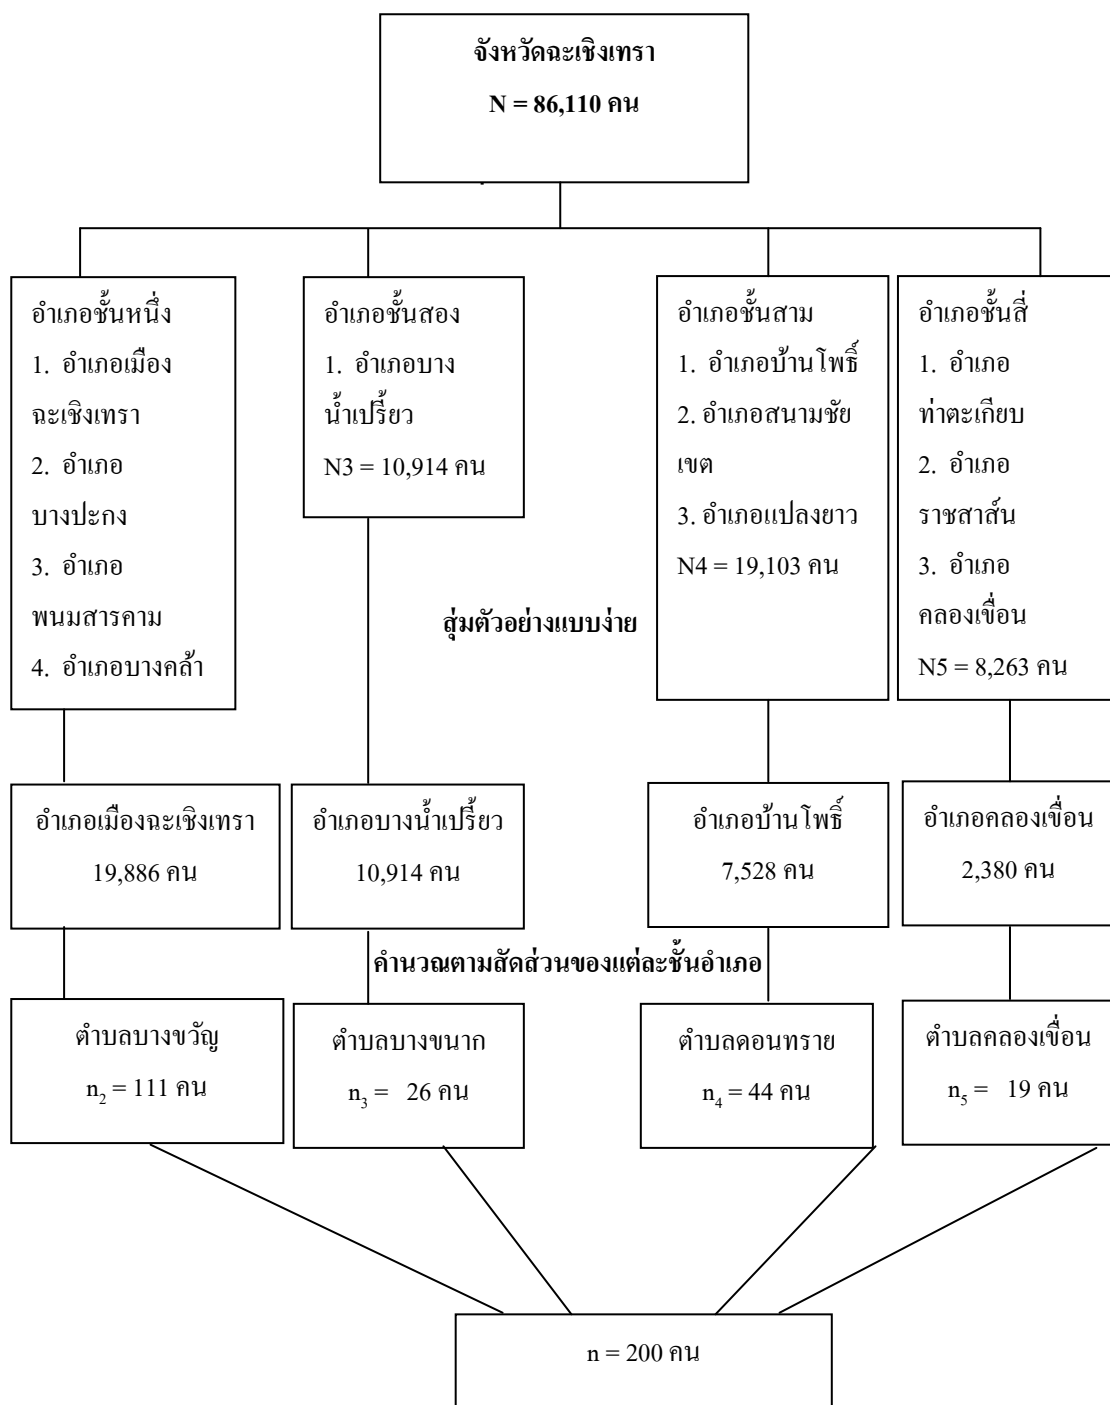 จังหวัดฉะเชิงเทรา
N = 86,110 คน
อำเภอชั้นหนึ่ง
1. อำเภอเมือง
ฉะเชิงเทรา
2. อำเภอ
บางปะกง
3. อำเภอ
พนมสารคาม
4. อำเภอบางคล้า
อำเภอชั้นสอง
1. อำเภอบาง
น้ำเปรี้ยว
N3 = 10,914 คน
อำเภอชั้นสาม
1. อำเภอบ้านโพธิ์
2. อำเภอสนามชัย
เขต
3. อำเภอแปลงยาว
N4 = 19,103 คน
อำเภอชั้นสี่
1. อำเภอ
ท่าตะเกียบ
2. อำเภอ
ราชสาส์น
3. อำเภอ
คลองเขื่อน
N5 = 8,263 คน
สุ่มตัวอย่างแบบง่าย
อำเภอเมืองฉะเชิงเทรา
19,886 คน
อำเภอบางน้ำเปรี้ยว
10,914 คน
อำเภอบ้านโพธิ์
7,528 คน
อำเภอคลองเขื่อน
2,380 คน
คำนวณตามสัดส่วนของแต่ละชั้นอำเภอ
ตำบลบางขวัญ
n2 = 111 คน
ตำบลบางขนาก
n3 = 26 คน
ตำบลดอนทราย
n4 = 44 คน
ตำบลคลองเขื่อน
n5 = 19 คน
n = 200 คน